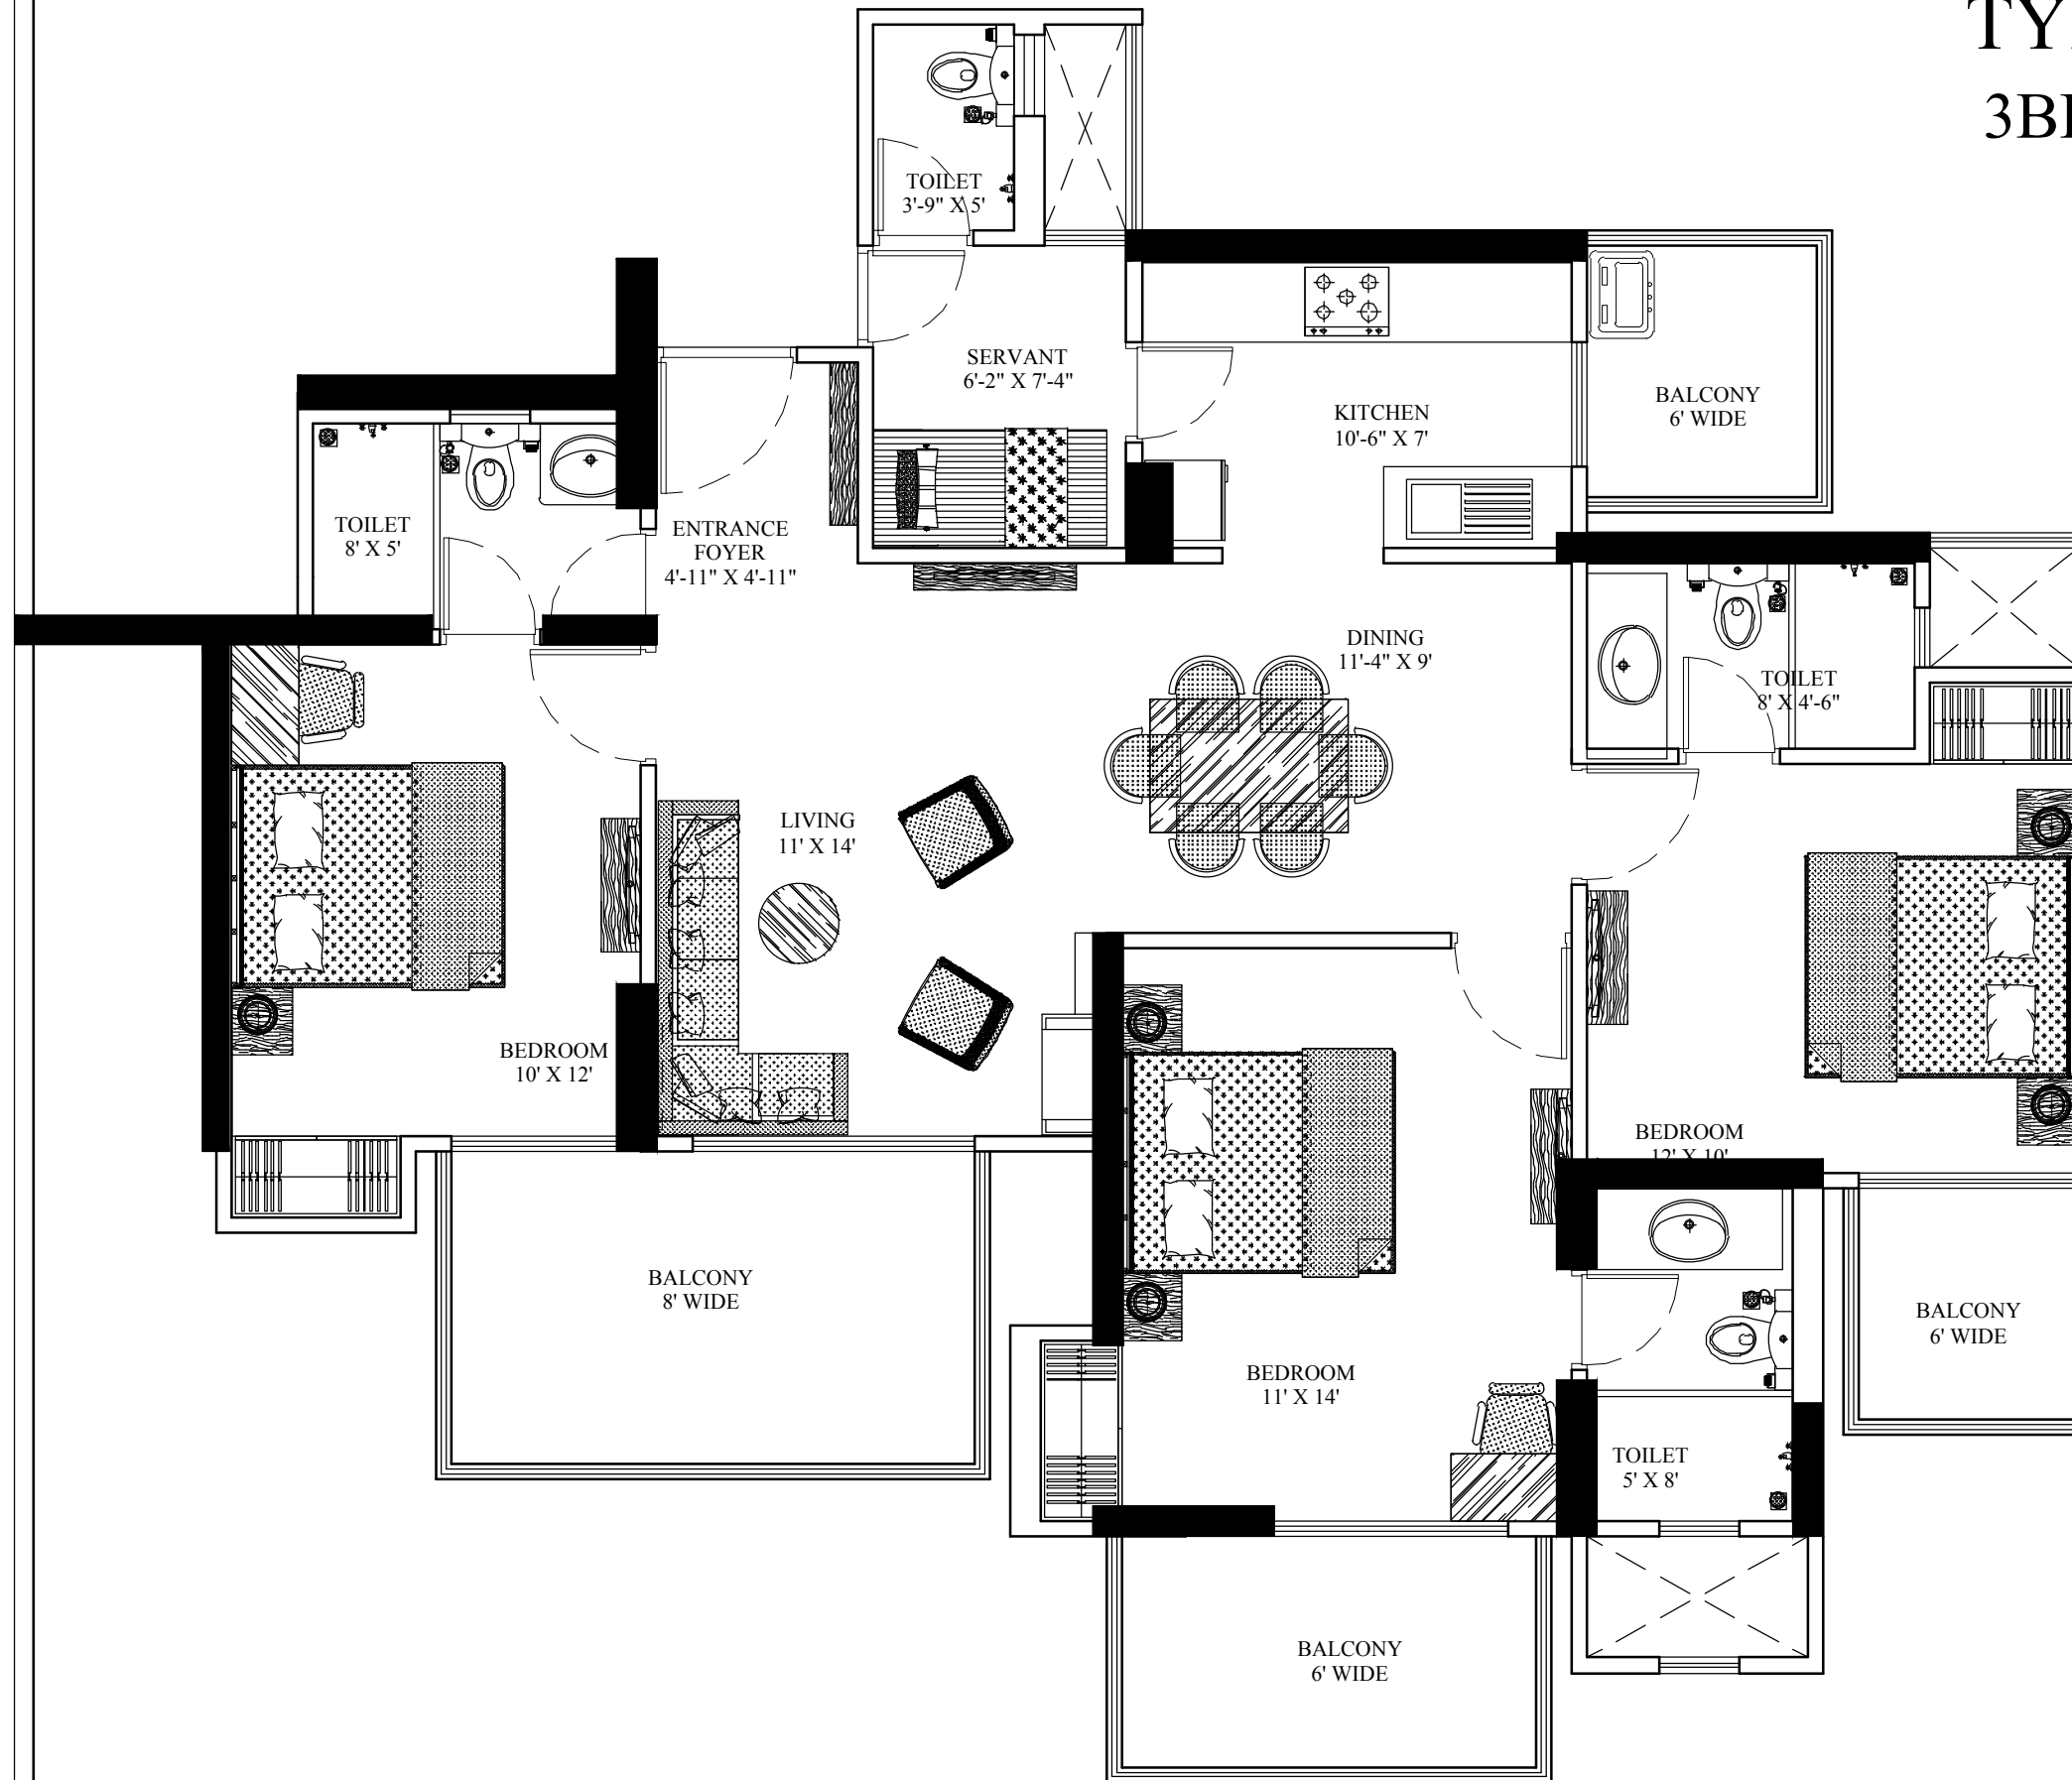 TY
3B
TOILET
3'-9" X 5'
SERVANT
6'-2" X 7'-4"
KITCHEN
10'-6" X 7'
BALCONY
6' WIDE
TOILET
8' X 5'
ENTRANCE
FOYER
4'-11" X 4'-11"
DINING
11'-4" X 9'
TOILET
8' X 4'-6"
LIVING
11' X 14'
BEDROOM
10' X 12'
BEDROOM
12' X 10'
BALCONY
8' WIDE
BALCONY
6' WIDE
BEDROOM
11' X 14'
TOILET
5' X 8'
BALCONY
6' WIDE